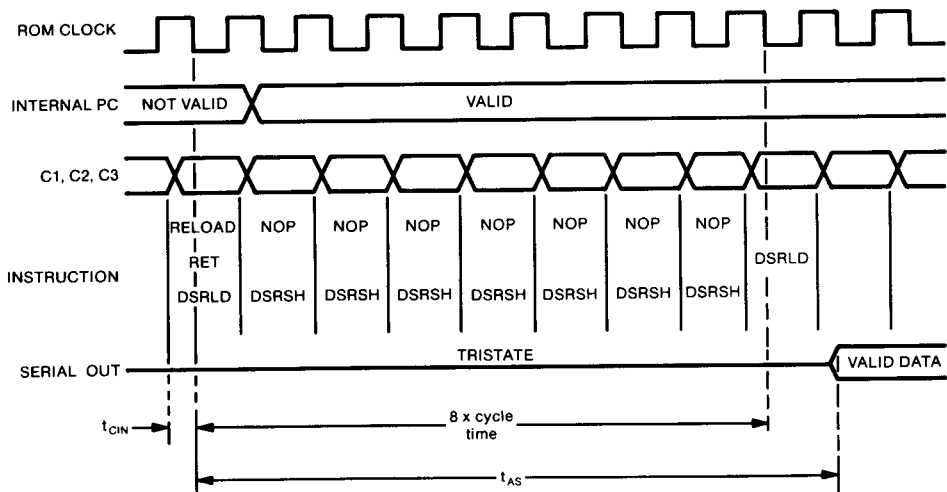 ROM CLOCK
INTERNAL PC NOT VALID VALID
C1, C2, C3
RELOAD NOP NOP NOP NOP NOP NOP NOP
RET DSRLD
INSTRUCTION
DSRLD DSRSH DSRSH DSRSH DSRSH DSRSH DSRSH DSRSH
TRISTATE
SERIAL OUT VALID DATA
tCIN 8 x cycle
time
tAS